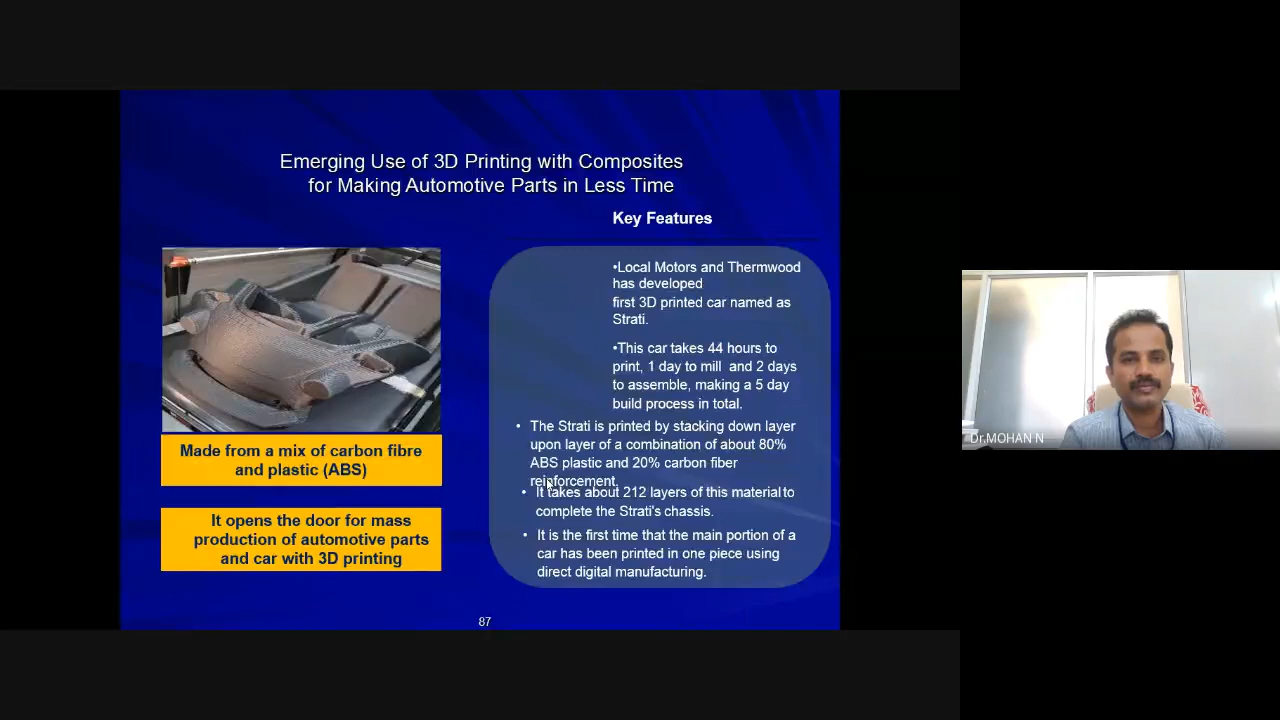 Emerging Use of 3D Printing with Composites
for Making Automotive Parts in Less Time
Key Features
•Local Motors and Thermwood
has developed
first 3D printed car named as
Strati.
•This car takes 44 hours to
print, 1 day to mill and 2 days
to assemble, making a 5 day
build process in total.
• The Strati is printed by stacking down layer
upon layer of a combination of about 80%
ABS plastic and 20% carbon fiber
reinforcement.
• It takes about 212 layers of this material to
complete the Strati's chassis.
• It is the first time that the main portion of a
car has been printed in one piece using
direct digital manufacturing.
Made from a mix of carbon fibre
and plastic (ABS)
It opens the door for mass
production of automotive parts
and car with 3D printing
87
Dr.MOHAN N